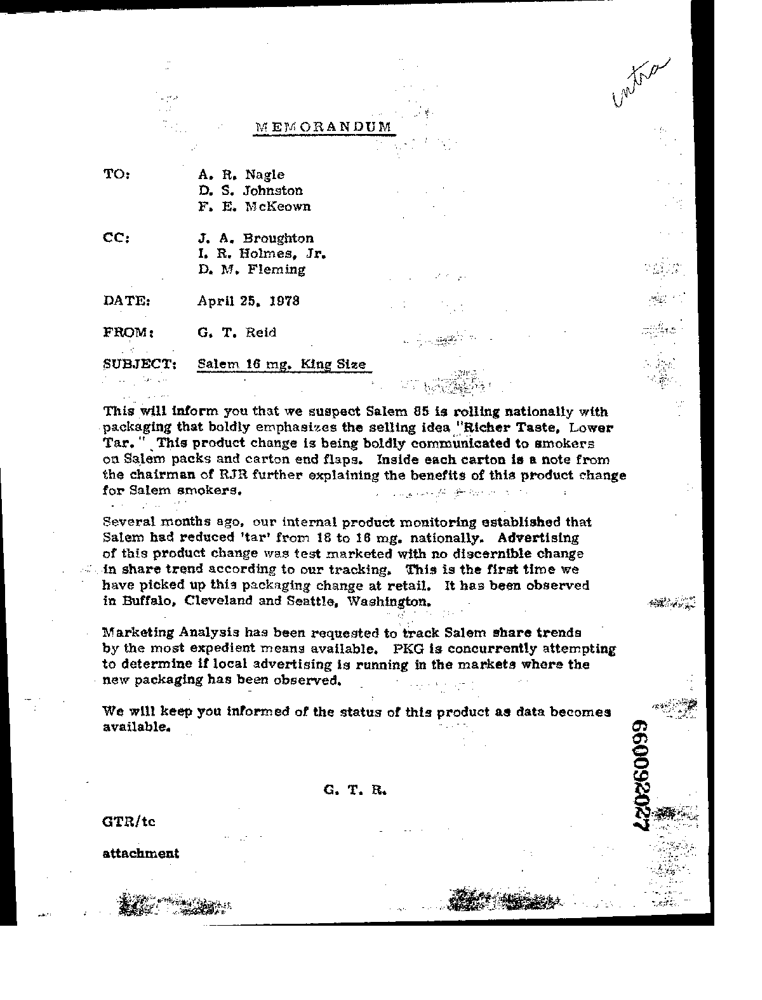 intra
MEMORANDUM
TO: A. R. Nagle
D. S. Johnston
F. E. McKeown
CC: J. A. Broughton
I. R. Holmes, Jr.
D. M. Fleming
DATE: April 25, 1978
FROM: G. T. Reid
SUBJECT: Salem 16 mg. King Size
This will inform you that we suspect Salem 85 is rolling nationally with
packaging that boldly emphasizes the selling idea "Richer Taste, Lower
Tar." This product change is being boldly communicated to smokers
on Salem packs and carton end flaps. Inside each carton is a note from
the chairman of RJR further explaining the benefits of this product change
for Salem smokers.
Several months ago, our internal product monitoring established that
Salem had reduced 'tar' from 18 to 16 mg. nationally. Advertising
of this product change was test marketed with no discernible change
in share trend according to our tracking. This is the first time we
have picked up this packaging change at retail. It has been observed
in Buffalo, Cleveland and Seattle, Washington.
Marketing Analysis has been requested to track Salem share trends
by the most expedient means available. PKG is concurrently attempting
to determine if local advertising is running in the markets where the
new packaging has been observed.
We will keep you informed of the status of this product as data becomes
available.
G. T. R.
GTR/tc
attachment
660092027